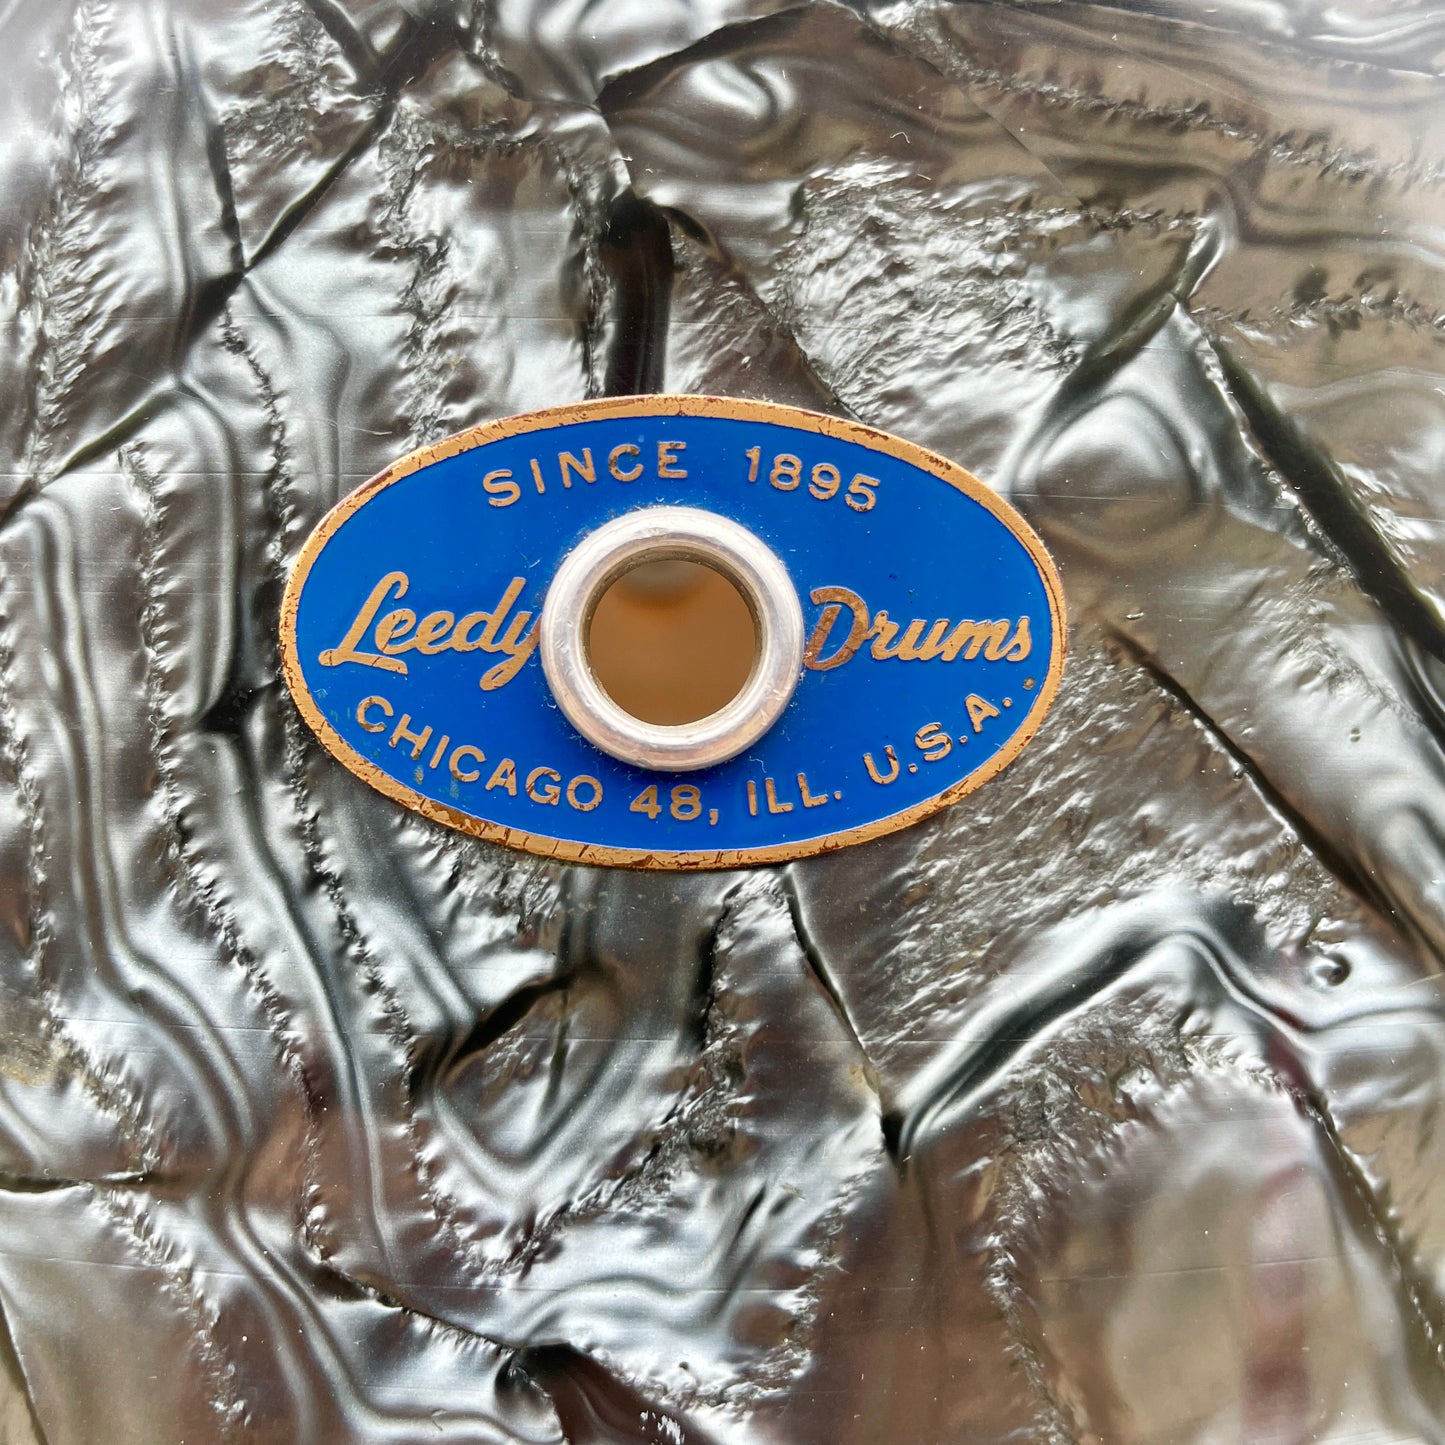 SINCE 1895
Leedy Drums
CHICAGO 48, ILL. U.S.A.